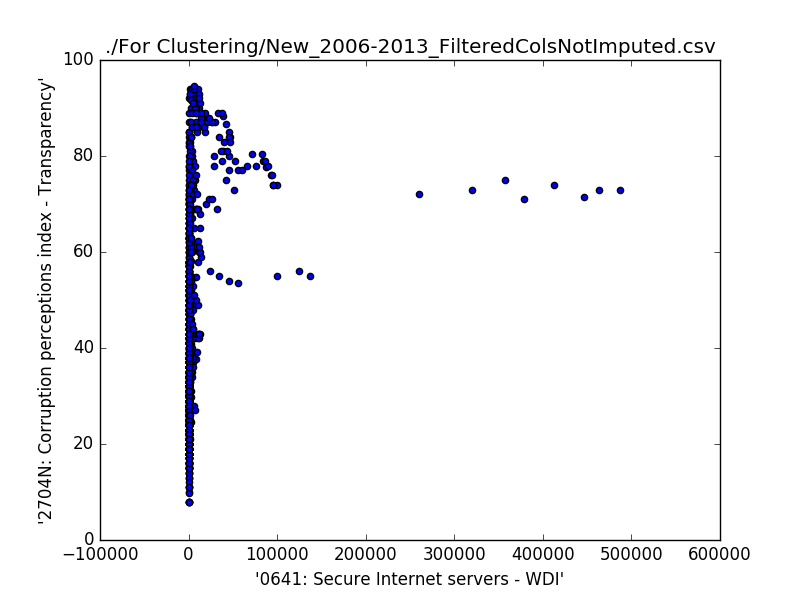 ./For Clustering/New_2006-2013_FilteredColsNotImputed.csv
100
80
60
40
20
0
'2704N: Corruption perceptions index - Transparency'
−100000 0 100000 200000 300000 400000 500000 600000
'0641: Secure Internet servers - WDI'